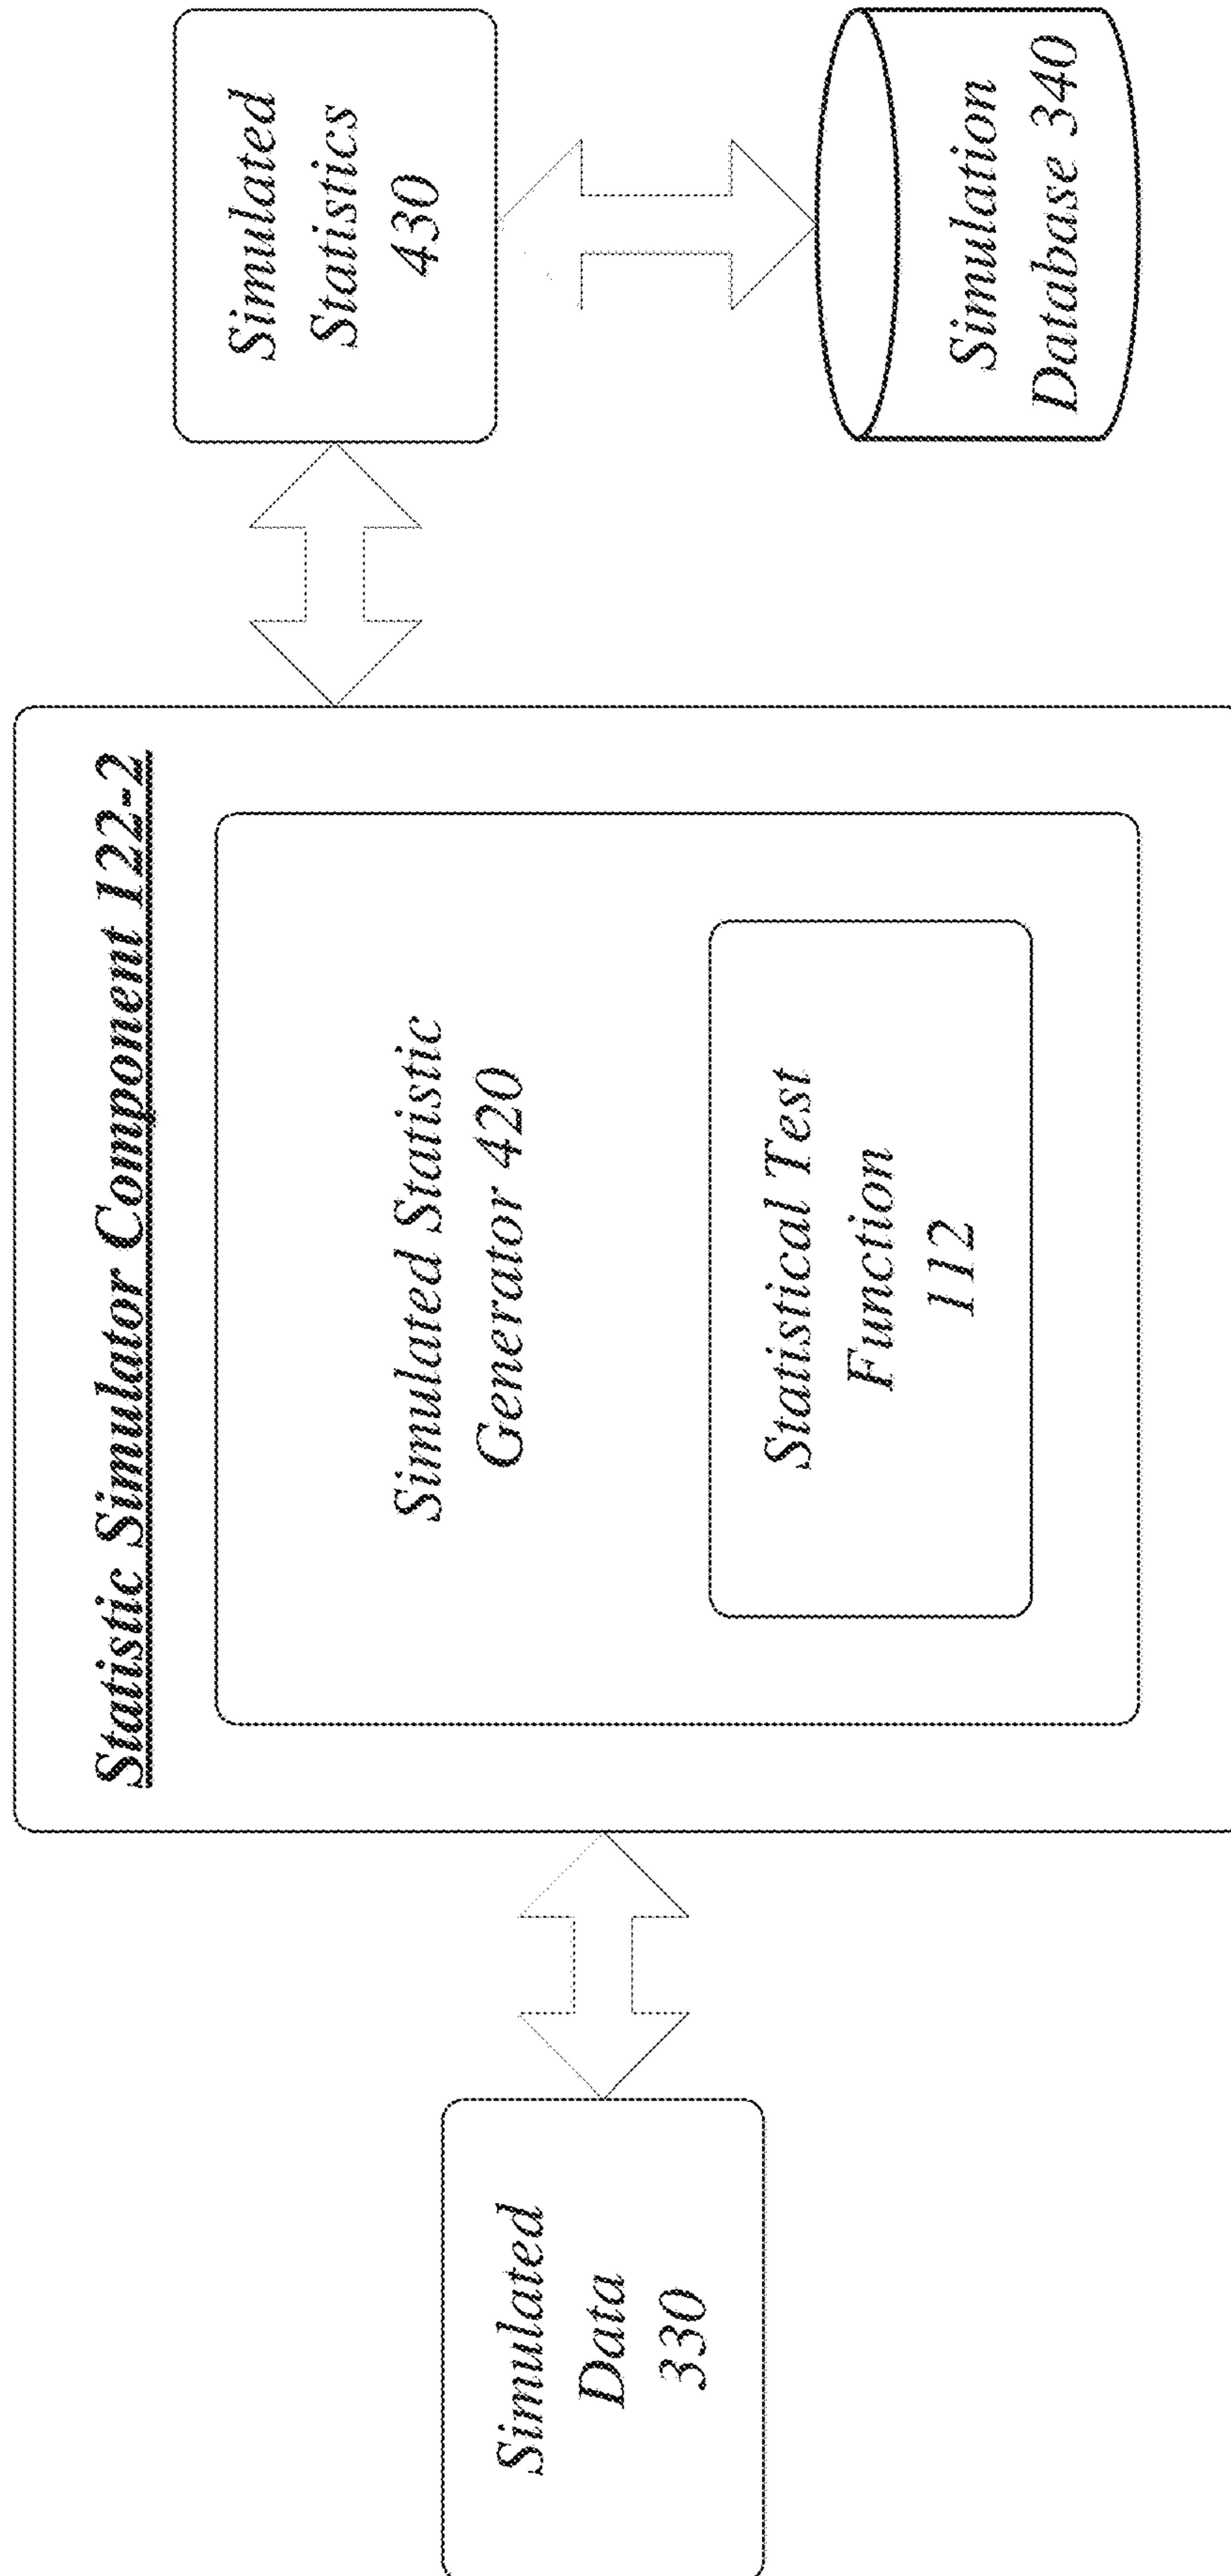 Statistic Simulator Component 122-2
Simulated
Data
330
Simulated Statistic
Generator 420
Statistical Test
Function
112
Simulated
Statistics
430
Simulation
Database 340